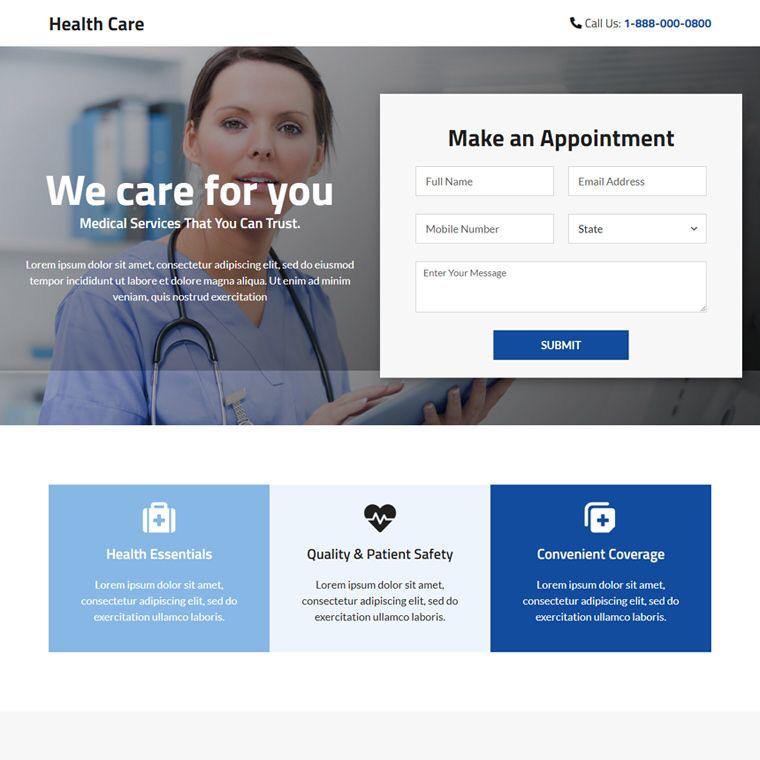 Health Care
Call Us: 1-888-000-0800
We care for you
Medical Services That You Can Trust.
Lorem ipsum dolor sit amet, consectetur adipiscing elit, sed do eiusmod
tempor incididunt ut labore et dolore magna aliqua. Ut enim ad minim
veniam, quis nostrud exercitation
Make an Appointment
Full Name
Email Address
Mobile Number
State
Enter Your Message
SUBMIT
Health Essentials
Lorem ipsum dolor sit amet,
consectetur adipiscing elit, sed do
exercitation ullamco laboris.
Quality & Patient Safety
Lorem ipsum dolor sit amet,
consectetur adipiscing elit, sed do
exercitation ullamco laboris.
Convenient Coverage
Lorem ipsum dolor sit amet,
consectetur adipiscing elit, sed do
exercitation ullamco laboris.